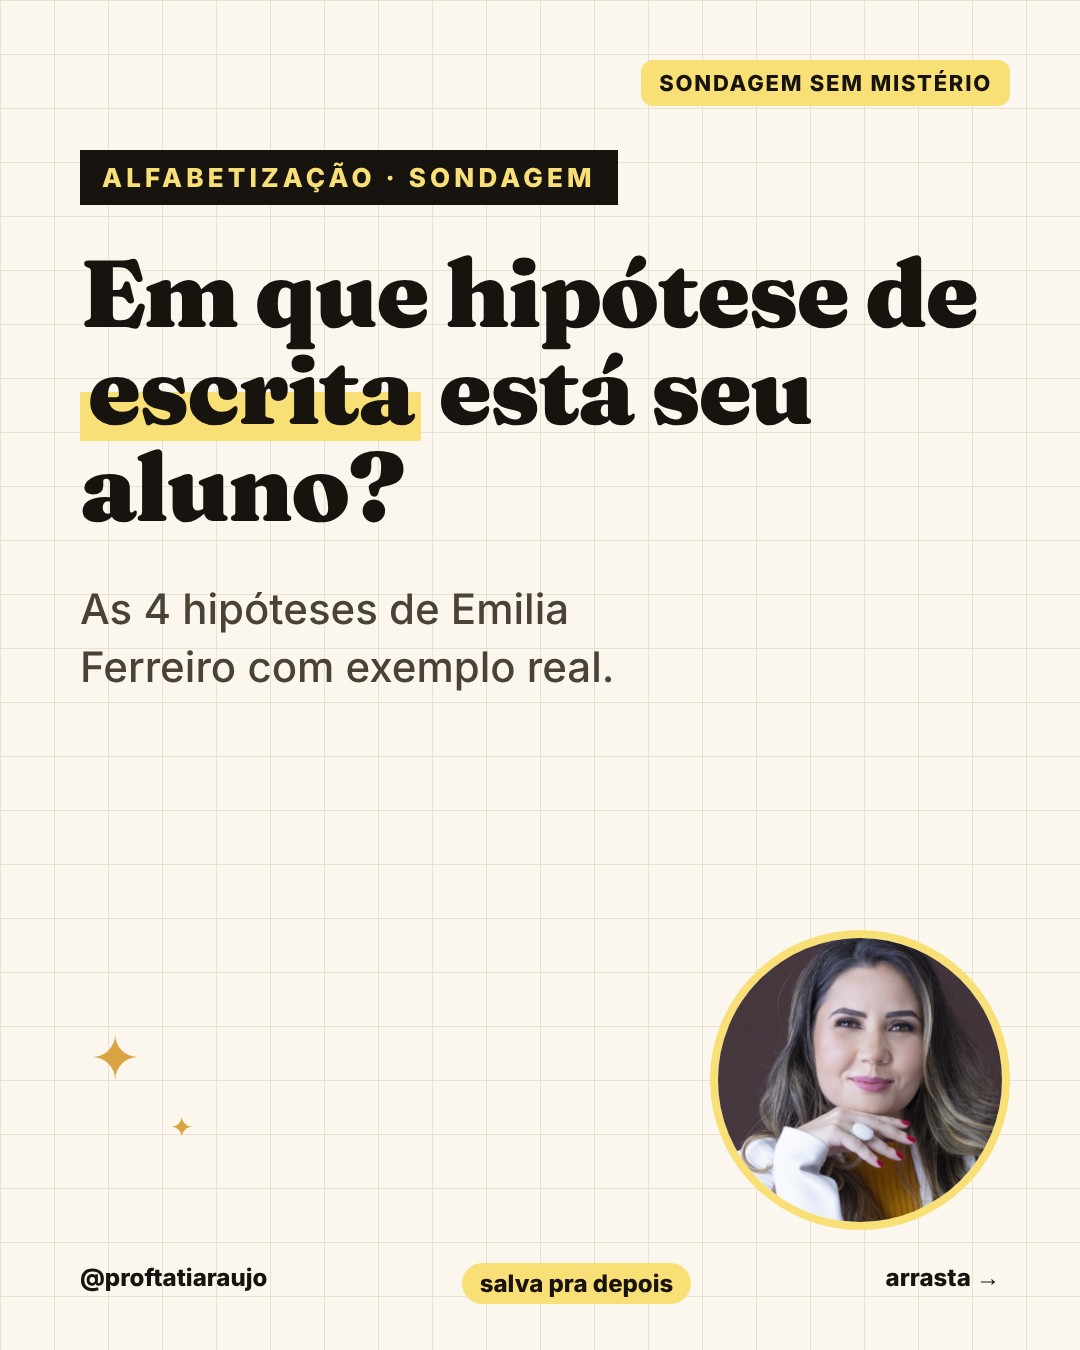 SONDAGEM SEM MISTÉRIO
ALFABETIZAÇÃO · SONDAGEM
Em que hipótese de
escrita está seu
aluno?
As 4 hipóteses de Emilia
Ferreiro com exemplo real.
@proftatiaraujo
salva pra depois
arrasta →